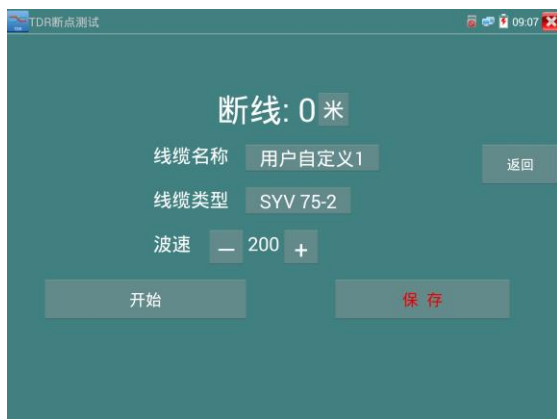 TDR断点测试 09:07
断线: 0 米
线缆名称 用户自定义1
返回
线缆类型 SYV 75-2
波速 — 200 +
开始 保存